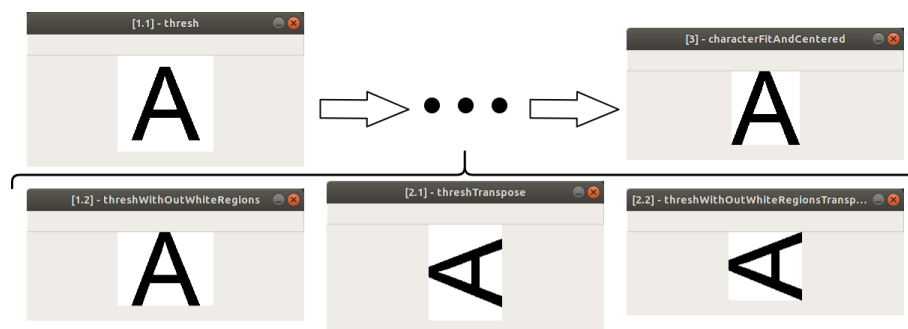 [1.1] - thresh
A
[3] - characterFitAndCentered
A
[1.2] - threshWithOutWhiteRegions
A
[2.1] - threshTranspose
A
[2.2] - threshWithOutWhiteRegionsTransp...
A